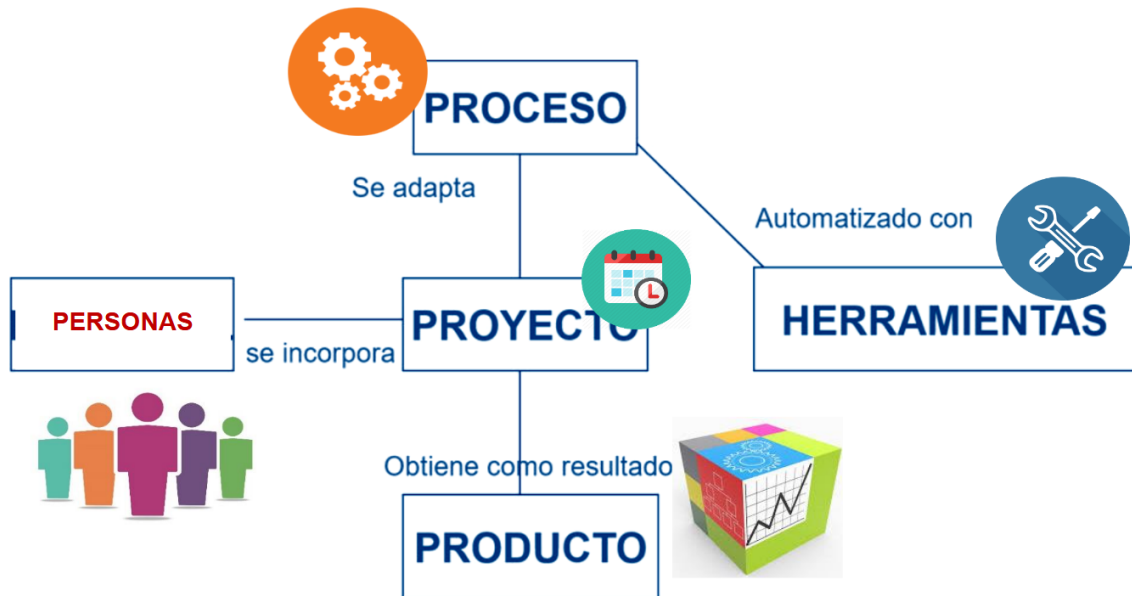 PROCESO
Se adapta
Automatizado con
PERSONAS
se incorpora
PROYECTO
HERRAMIENTAS
Obtiene como resultado
PRODUCTO